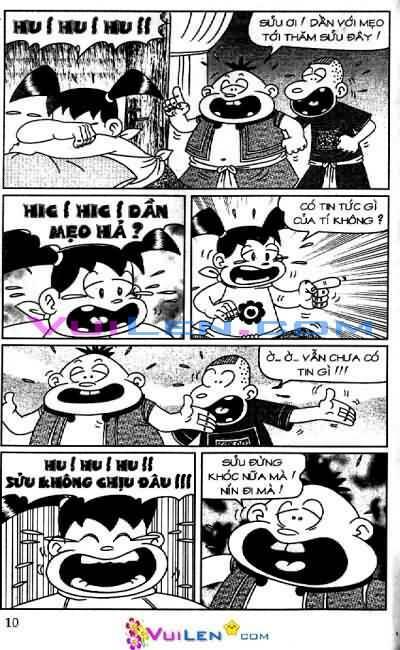 HU! HU! HU!!
SỬU ƠI! DẦN VỚI MẸO
TỚI THĂM SỬU ĐÂY!
HIC! HIC! DẦN
MẸO HẢ?
CÓ TIN TỨC GÌ
CỦA TÍ KHÔNG?
VUILEN.COM
Ờ.. Ờ.. VẪN CHƯA CÓ
TIN GÌ!!!
HU! HU! HU!!
SỬU KHÔNG CHỊU ĐÂU!!!
SỬU ĐỪNG
KHÓC NỮA MÀ!
NÍN ĐI MÀ!
10
VUILEN.COM